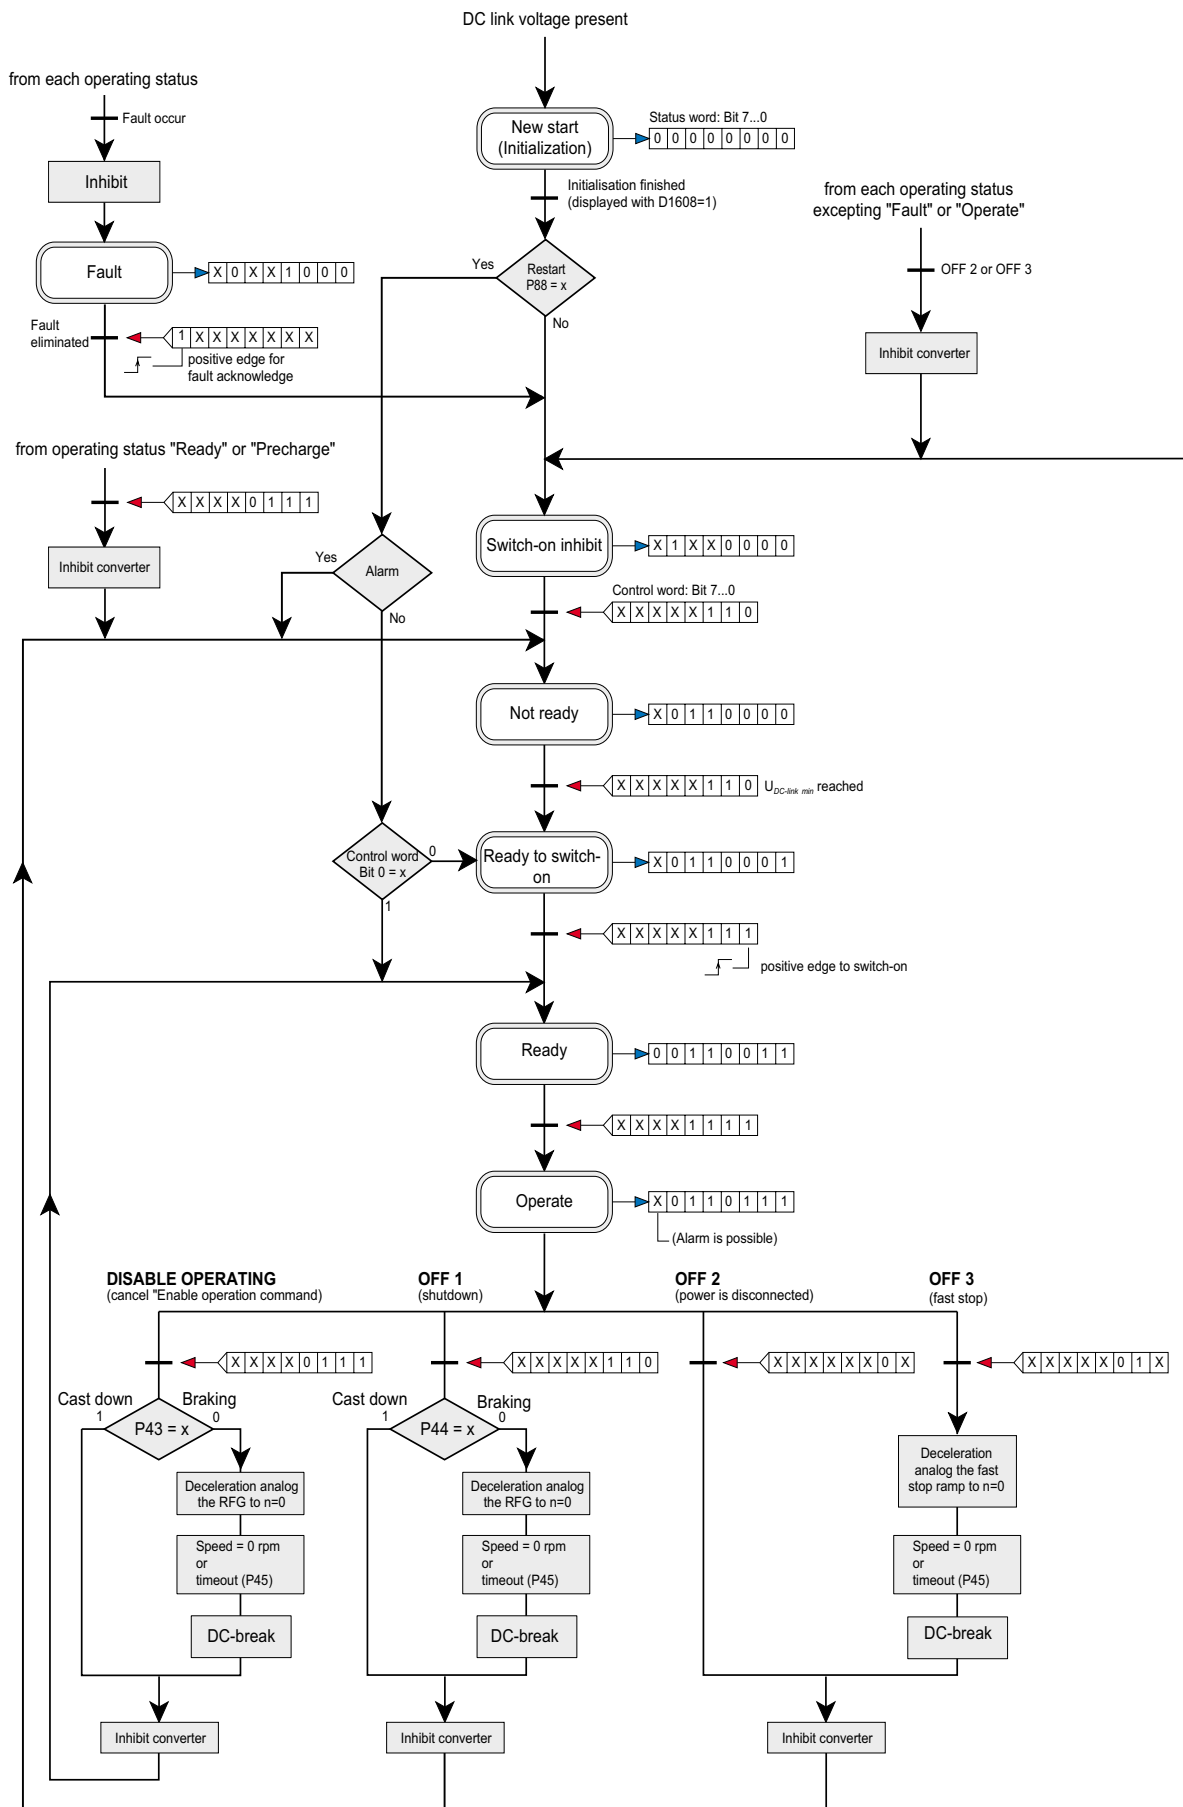 DC link voltage present
from each operating status
Fault occur
Inhibit
Fault
X 0 X X 1 0 0 0
Fault
eliminated
1 X X X X X X X
positive edge for
fault acknowledge
New start
(Initialization)
Status word: Bit 7...0
0 0 0 0 0 0 0 0
Initialisation finished
(displayed with D1608=1)
Yes
Restart
P88 = x
No
from each operating status
excepting "Fault" or "Operate"
OFF 2 or OFF 3
Inhibit converter
from operating status "Ready" or "Precharge"
X X X X 0 1 1 1
Inhibit converter
Yes
Alarm
No
Switch-on inhibit
X 1 X X 0 0 0 0
Control word: Bit 7...0
X X X X X 1 1 0
Not ready
X 0 1 1 0 0 0 0
X X X X X 1 1 0
U DC-link min reached
Control word
Bit 0 = x
0
1
Ready to switch-
on
X 0 1 1 0 0 0 1
X X X X X 1 1 1
positive edge to switch-on
Ready
0 0 1 1 0 0 1 1
X X X X 1 1 1 1
Operate
X 0 1 1 0 1 1 1
(Alarm is possible)
DISABLE OPERATING
(cancel "Enable operation command)
X X X X 0 1 1 1
Cast down
1
Braking
0
P43 = x
Deceleration analog
the RFG to n=0
Speed = 0 rpm
or
timeout (P45)
DC-break
Inhibit converter
OFF 1
(shutdown)
X X X X X 1 1 0
Cast down
1
Braking
0
P44 = x
Deceleration analog
the RFG to n=0
Speed = 0 rpm
or
timeout (P45)
DC-break
Inhibit converter
OFF 2
(power is disconnected)
X X X X X X 0 X
OFF 3
(fast stop)
X X X X X 0 1 X
Deceleration
analog the fast
stop ramp to n=0
Speed = 0 rpm
or
timeout (P45)
DC-break
Inhibit converter